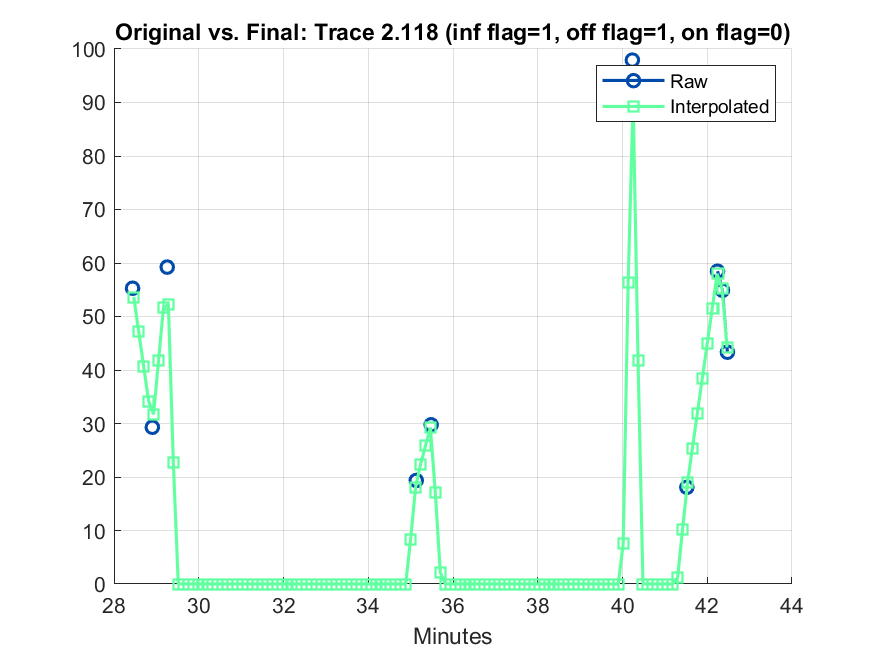 Original vs. Final: Trace 2.118 (inf flag=1, off flag=1, on flag=0)
100
90
80
70
60
50
40
30
20
10
0
Raw
Interpolated
28 30 32 34 36 38 40 42 44
Minutes